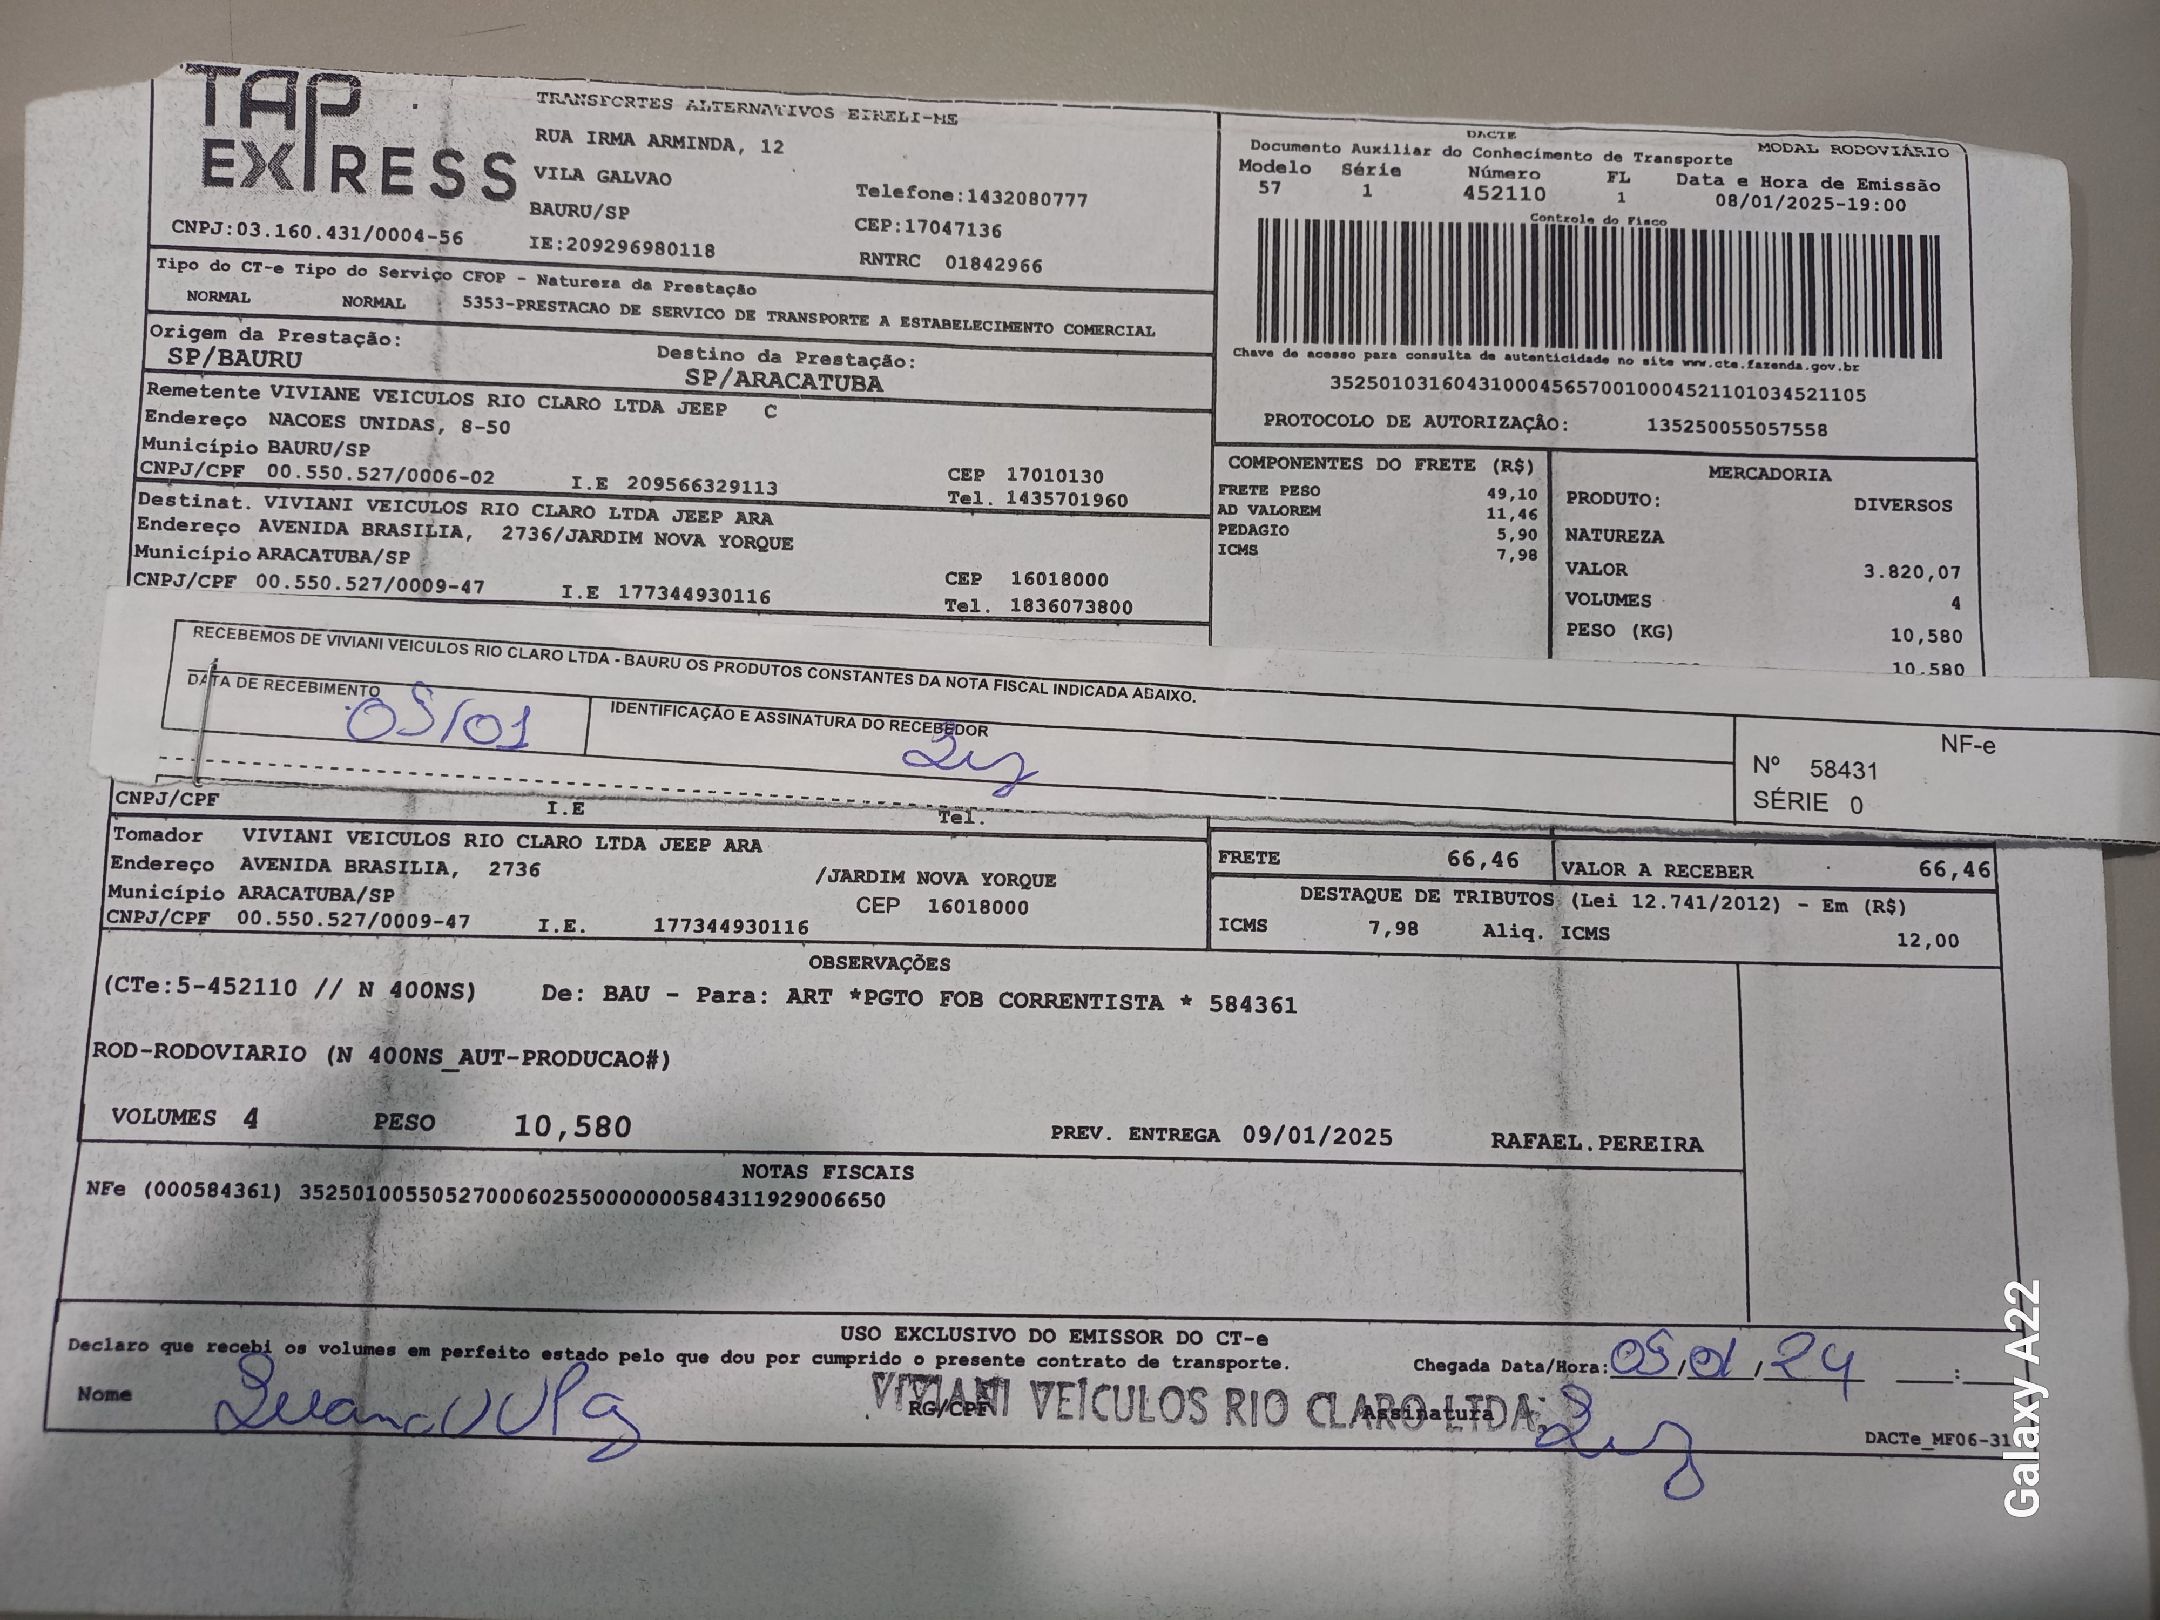 TAP
EXPRESS
TRANSPORTES ALTERNATIVOS EIRELI-ME
RUA IRMA ARMINDA, 12
VILA GALVAO
BAURU/SP
Telefone:1432080777
CEP:17047136
CNPJ:03.160.431/0004-56
IE:209296980118
RNTRC 01842966
DACTE
Documento Auxiliar do Conhecimento de Transporte MODAL RODOVIÁRIO
Modelo Série Número FL Data e Hora de Emissão
57 1 452110 1 08/01/2025-19:00
Controle do Fisco
Chave de acesso para consulta de autenticidade no site www.cte.fazenda.gov.br
35250103160431000456570010004521101034521105
PROTOCOLO DE AUTORIZAÇÃO: 135250055057558
Tipo do CT-e Tipo do Serviço CFOP - Natureza da Prestação
NORMAL NORMAL 5353-PRESTACAO DE SERVICO DE TRANSPORTE A ESTABELECIMENTO COMERCIAL
Origem da Prestação: Destino da Prestação:
SP/BAURU SP/ARACATUBA
Remetente VIVIANE VEICULOS RIO CLARO LTDA JEEP C
Endereço NACOES UNIDAS, 8-50
Município BAURU/SP
CNPJ/CPF 00.550.527/0006-02 I.E 209566329113
CEP 17010130
Tel. 1435701960
Destinat. VIVIANI VEICULOS RIO CLARO LTDA JEEP ARA
Endereço AVENIDA BRASILIA, 2736/JARDIM NOVA YORQUE
Município ARACATUBA/SP
CNPJ/CPF 00.550.527/0009-47 I.E 177344930116
CEP 16018000
Tel. 1836073800
COMPONENTES DO FRETE (R$)
FRETE PESO 49,10
AD VALOREM 11,46
PEDAGIO 5,90
ICMS 7,98
MERCADORIA
PRODUTO: DIVERSOS
NATUREZA
VALOR 3.820,07
VOLUMES 4
PESO (KG) 10,580
10,580
RECEBEMOS DE VIVIANI VEICULOS RIO CLARO LTDA - BAURU OS PRODUTOS CONSTANTES DA NOTA FISCAL INDICADA ABAIXO.
DATA DE RECEBIMENTO
IDENTIFICAÇÃO E ASSINATURA DO RECEBEDOR
NF-e
Nº 58431
SÉRIE 0
CNPJ/CPF I.E Tel.
Tomador VIVIANI VEICULOS RIO CLARO LTDA JEEP ARA
Endereço AVENIDA BRASILIA, 2736 /JARDIM NOVA YORQUE
Município ARACATUBA/SP CEP 16018000
CNPJ/CPF 00.550.527/0009-47 I.E. 177344930116
FRETE 66,46 VALOR A RECEBER 66,46
DESTAQUE DE TRIBUTOS (Lei 12.741/2012) - Em (R$)
ICMS 7,98 Aliq. ICMS 12,00
OBSERVAÇÕES
(CTe:5-452110 // N 400NS) De: BAU - Para: ART *PGTO FOB CORRENTISTA * 584361
ROD-RODOVIARIO (N 400NS_AUT-PRODUCAO#)
VOLUMES 4 PESO 10,580 PREV. ENTREGA 09/01/2025 RAFAEL.PEREIRA
NOTAS FISCAIS
NFe (000584361) 35250100550527000602550000000584311929006650
USO EXCLUSIVO DO EMISSOR DO CT-e
Declaro que recebi os volumes em perfeito estado pelo que dou por cumprido o presente contrato de transporte.
Chegada Data/Hora:
Nome
RG/CPF
VIVIANI VEÍCULOS RIO CLARO LTDA.
Assinatura
DACTe_MF06-31
Galaxy A22